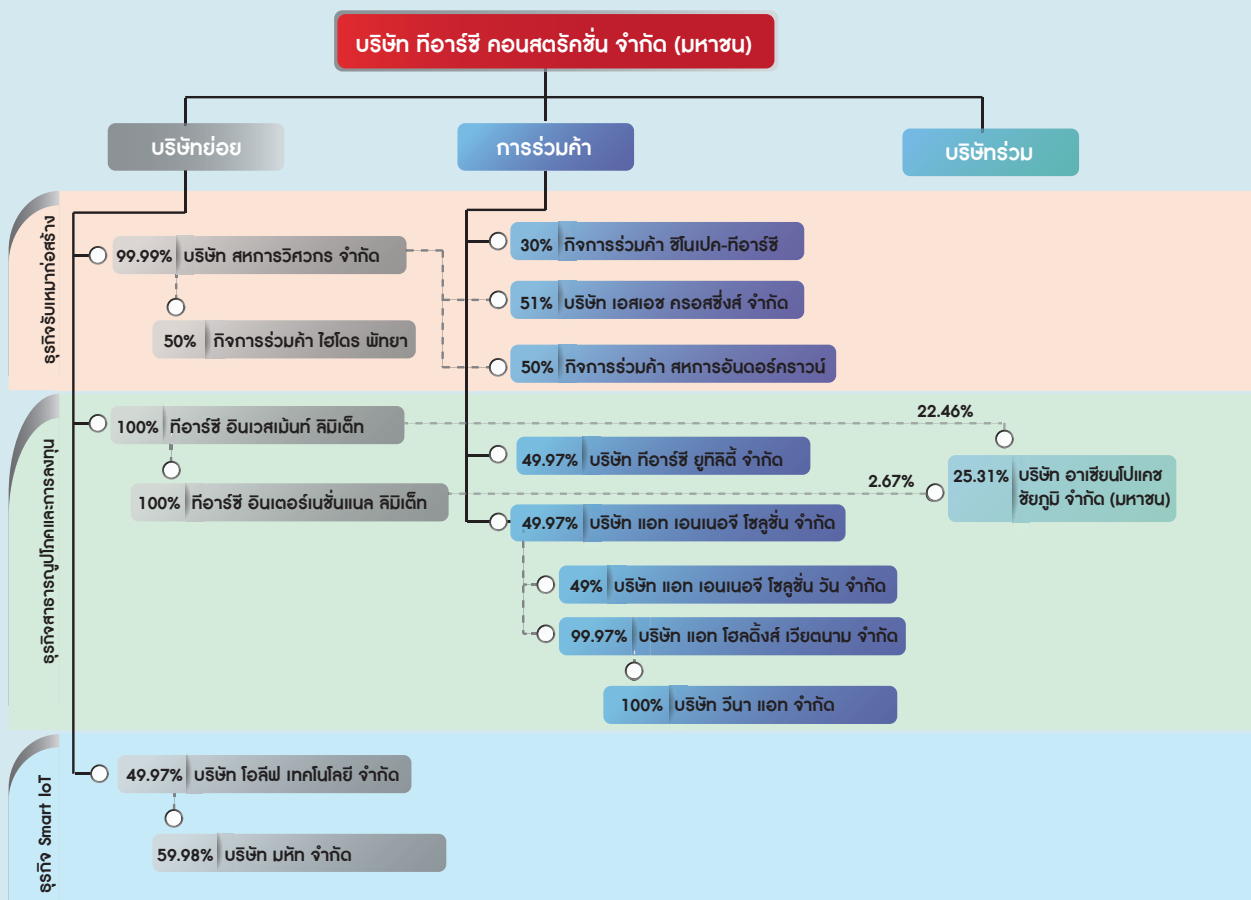 บริษัท ทีอาร์ซี คอนสตรัคชั่น จำกัด (มหาชน)
บริษัทย่อย
การร่วมค้า
บริษัทร่วม
ธุรกิจรับเหมาก่อสร้าง
99.99% บริษัท สหการวิศวกร จำกัด
50% กิจการร่วมค้า ไฮโดร พัทยา
30% กิจการร่วมค้า ซิโนเปค-ทีอาร์ซี
51% บริษัท เอสเอช ครอสซิ่งส์ จำกัด
50% กิจการร่วมค้า สหการอันดอร์คราวน์
ธุรกิจสาธารณูปโภคและการลงทุน
100% ทีอาร์ซี อินเวสเม้นท์ ลิมิเต็ท
100% ทีอาร์ซี อินเตอร์เนชั่นแนล ลิมิเต็ท
49.97% บริษัท ทีอาร์ซี ยูทิลิตี้ จำกัด
49.97% บริษัท แอท เอนเนอจี โซลูชั่น จำกัด
49% บริษัท แอท เอนเนอจี โซลูชั่น วัน จำกัด
99.97% บริษัท แอท โฮลดิ้งส์ เวียตนาม จำกัด
100% บริษัท วีนา แอท จำกัด
22.46%
2.67%
25.31% บริษัท อาเซียนโปแตช
ชัยภูมิ จำกัด (มหาชน)
ธุรกิจ Smart IoT
49.97% บริษัท โอลีฟ เทคโนโลยี จำกัด
59.98% บริษัท มหัท จำกัด